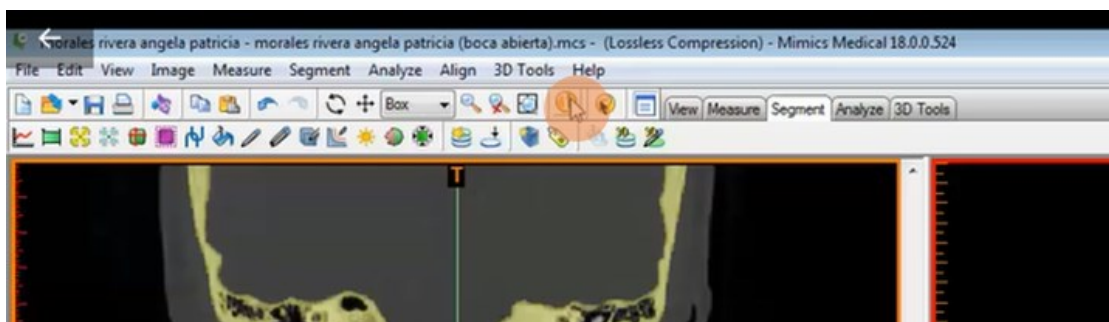 morales rivera angela patricia - morales rivera angela patricia (boca abierta).mcs - (Lossless Compression) - Mimics Medical 18.0.0.524
File Edit View Image Measure Segment Analyze Align 3D Tools Help
Box View Measure Segment Analyze 3D Tools
T